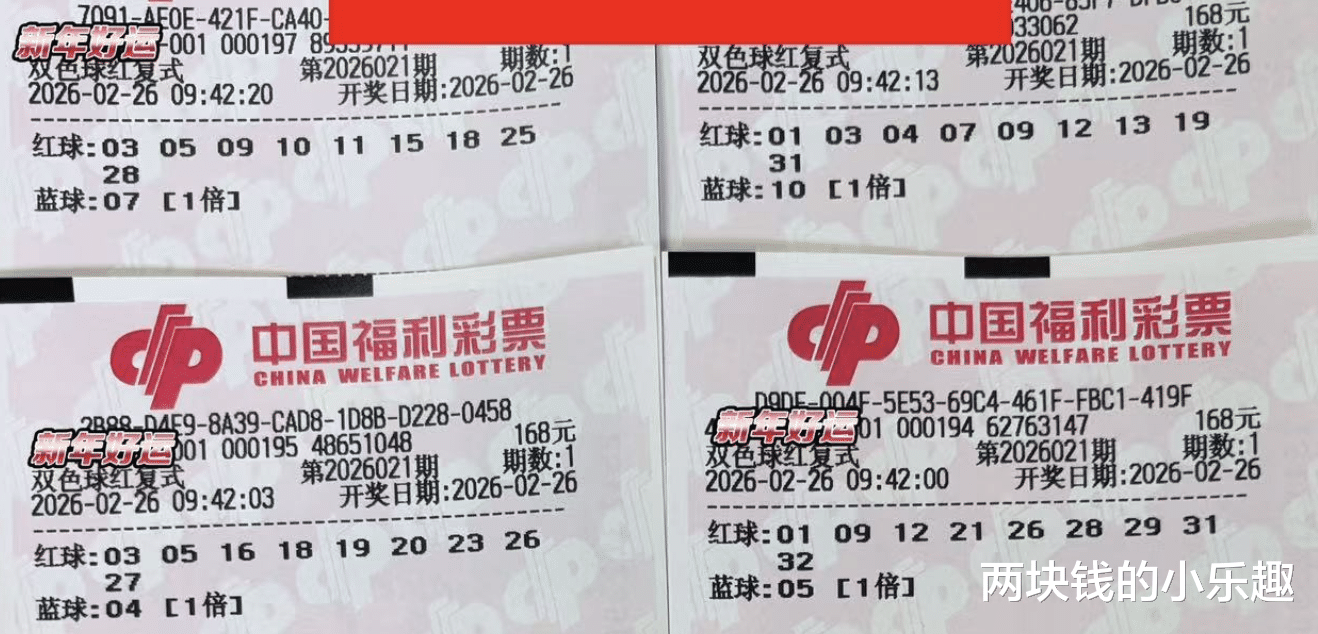 7091-AE0E-421F-CA40-
新年好运
001 000197
双色球红复式
第2026021期
期数:1
2026-02-26 09:42:20
开奖日期:2026-02-26
红球:03 05 09 10 11 15 18 25
28
蓝球:07 [1倍]
168元
033062
双色球红复式
第2026021期
期数:1
2026-02-26 09:42:13
开奖日期:2026-02-26
红球:01 03 04 07 09 12 13 19
31
蓝球:10 [1倍]
中国福利彩票
CHINA WELFARE LOTTERY
-8A39-CAD8-1D8B-D228-0458
新年好运
001 000195 48651048
168元
双色球红复式
第2026021期
期数:1
2026-02-26 09:42:03
开奖日期:2026-02-26
红球:03 05 16 18 19 20 23 26
27
蓝球:04 [1倍]
中国福利彩票
CHINA WELFARE LOTTERY
-5E53-69C4-461F-FBC1-419F
新年好运
01 000194 62763147
168元
双色球红复式
第2026021期
期数:1
2026-02-26 09:42:00
开奖日期:2026-02-26
红球:01 09 12 21 26 28 29 31
32
蓝球:05 [1倍]
两块钱的小乐趣